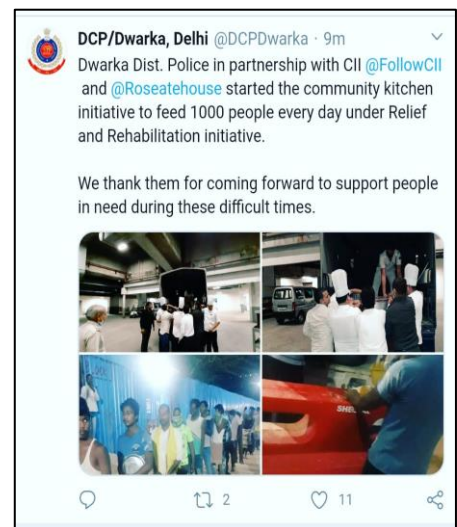 DCP/Dwarka, Delhi @DCPDwarka · 9m
Dwarka Dist. Police in partnership with CII @FollowCII
and @Roseatehouse started the community kitchen
initiative to feed 1000 people every day under Relief
and Rehabilitation initiative.
We thank them for coming forward to support people
in need during these difficult times.
2
11